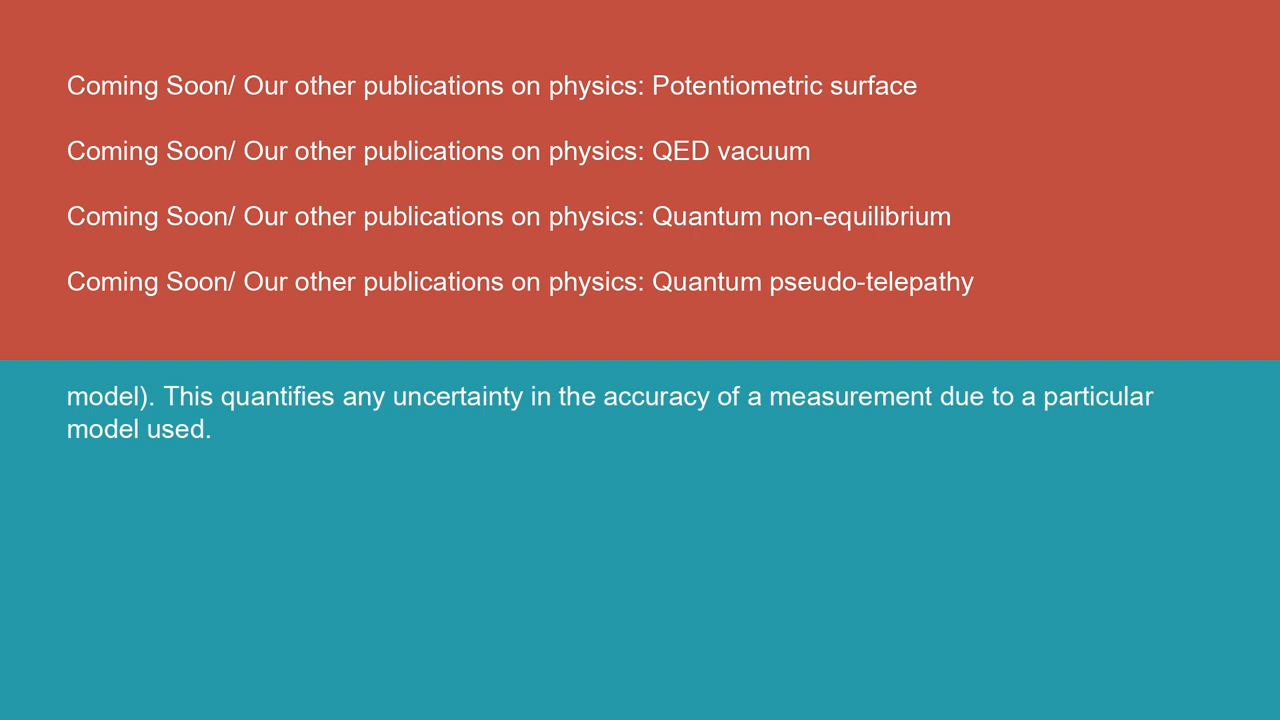 Coming Soon/ Our other publications on physics: Potentiometric surface
Coming Soon/ Our other publications on physics: QED vacuum
Coming Soon/ Our other publications on physics: Quantum non-equilibrium
Coming Soon/ Our other publications on physics: Quantum pseudo-telepathy
model). This quantifies any uncertainty in the accuracy of a measurement due to a particular
model used.